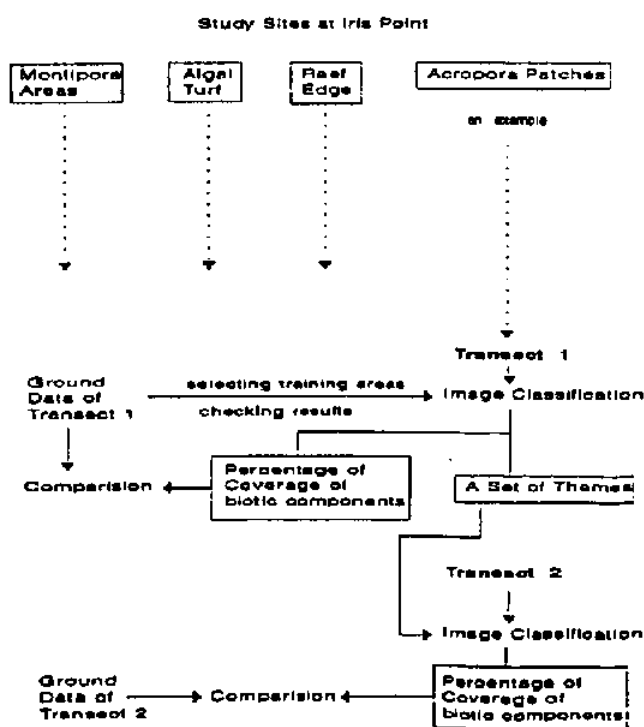 Study Sites at Iris Point
Montipora
Areas
Algal
Turf
Reef
Edge
Acropora Patches
an example
Transect 1
Ground
Data of
Transect 1
selecting training areas
checking results
Image Classification
Comparision
Percentage of
Coverage of
biotic components
A Set of Themes
Transect 2
Image Classification
Ground
Data of
Transect 2
Comparision
Percentage of
Coverage of
biotic components